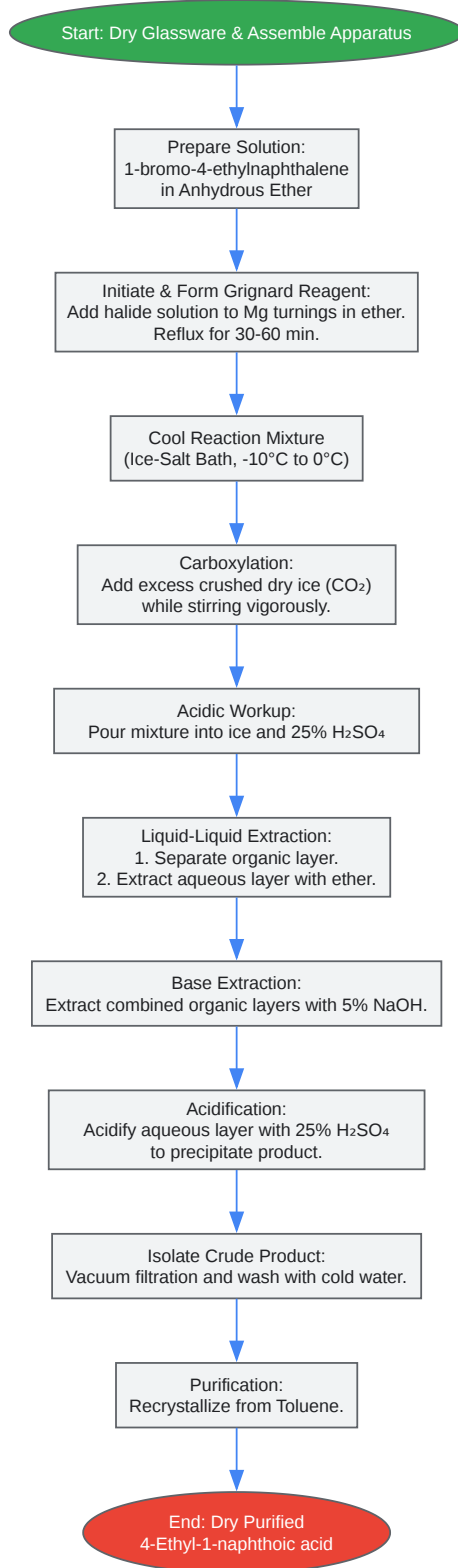 Start: Dry Glassware & Assemble Apparatus
Prepare Solution:
1-bromo-4-ethylnaphthalene
in Anhydrous Ether
Initiate & Form Grignard Reagent:
Add halide solution to Mg turnings in ether.
Reflux for 30-60 min.
Cool Reaction Mixture
(Ice-Salt Bath, -10°C to 0°C)
Carboxylation:
Add excess crushed dry ice (CO₂)
while stirring vigorously.
Acidic Workup:
Pour mixture into ice and 25% H₂SO₄
Liquid-Liquid Extraction:
1. Separate organic layer.
2. Extract aqueous layer with ether.
Base Extraction:
Extract combined organic layers with 5% NaOH.
Acidification:
Acidify aqueous layer with 25% H₂SO₄
to precipitate product.
Isolate Crude Product:
Vacuum filtration and wash with cold water.
Purification:
Recrystallize from Toluene.
End: Dry Purified
4-Ethyl-1-naphthoic acid